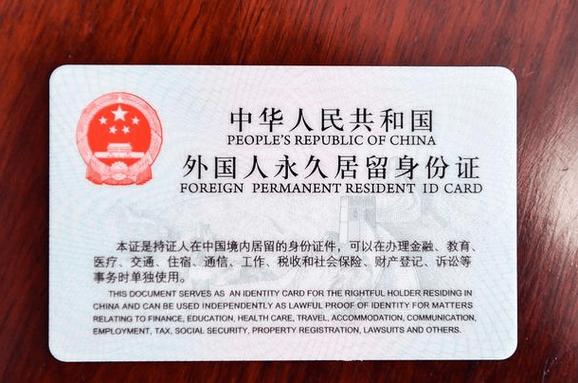 中华人民共和国
PEOPLE'S REPUBLIC OF CHINA
外国人永久居留身份证
FOREIGN PERMANENT RESIDENT ID CARD
本证是持证人在中国境内居留的身份证件，可以在办理金融、教育、
医疗、交通、住宿、通信、工作、税收和社会保险、财产登记、诉讼等
事务时单独使用。
THIS DOCUMENT SERVES AS AN IDENTITY CARD FOR THE RIGHTFUL HOLDER RESIDING IN
CHINA AND CAN BE USED INDEPENDENTLY AS LAWFUL PROOF OF IDENTITY FOR MATTERS
RELATING TO FINANCE, EDUCATION, HEALTH CARE, TRAVEL, ACCOMMODATION, COMMUNICATION,
EMPLOYMENT, TAX, SOCIAL SECURITY, PROPERTY REGISTRATION, LAWSUITS AND OTHERS.